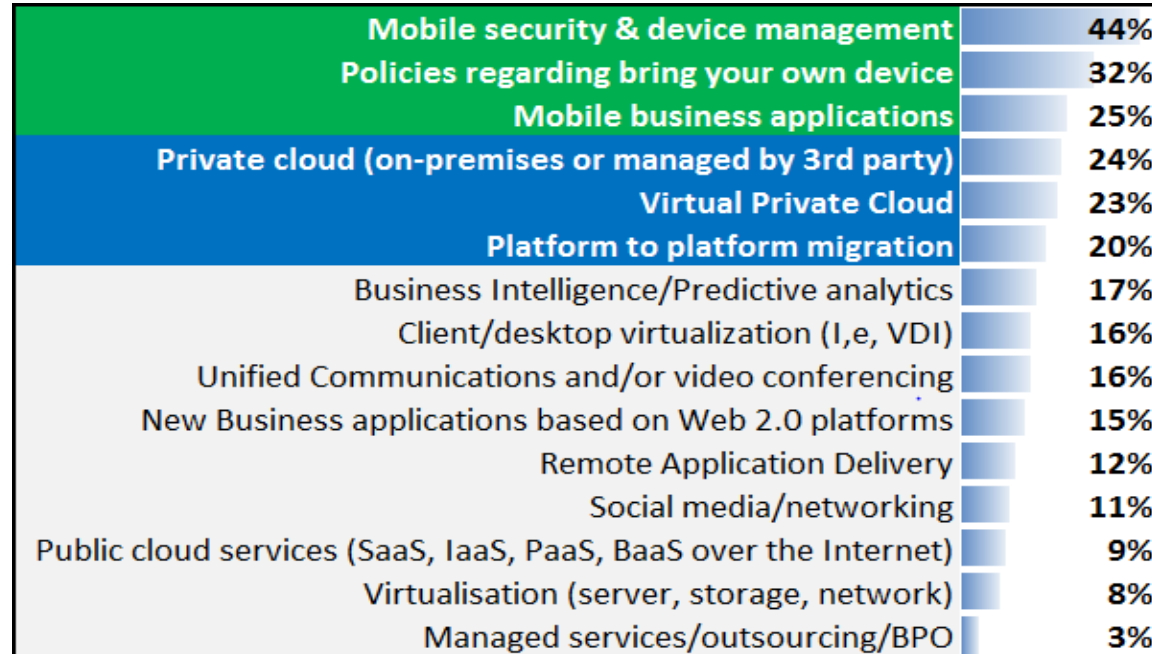 Mobile security & device management 44%
Policies regarding bring your own device 32%
Mobile business applications 25%
Private cloud (on-premises or managed by 3rd party) 24%
Virtual Private Cloud 23%
Platform to platform migration 20%
Business Intelligence/Predictive analytics 17%
Client/desktop virtualization (I,e, VDI) 16%
Unified Communications and/or video conferencing 16%
New Business applications based on Web 2.0 platforms 15%
Remote Application Delivery 12%
Social media/networking 11%
Public cloud services (SaaS, IaaS, PaaS, BaaS over the Internet) 9%
Virtualisation (server, storage, network) 8%
Managed services/outsourcing/BPO 3%